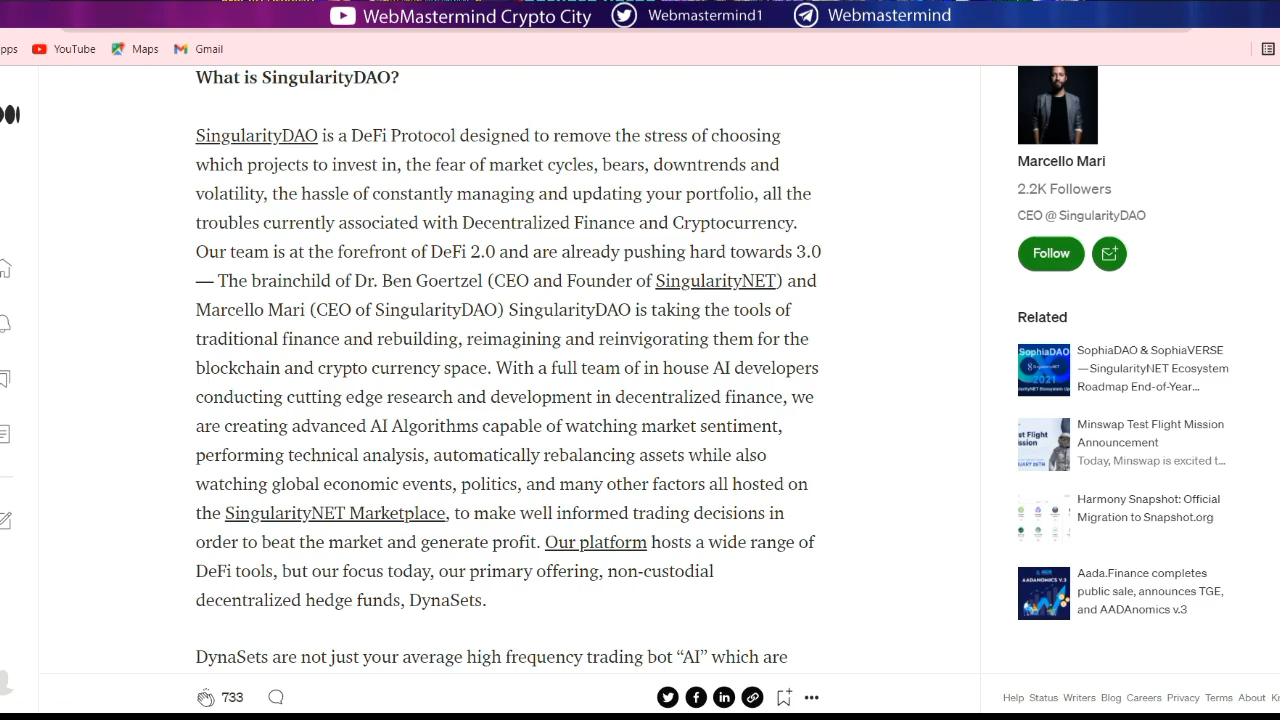 WebMastermind Crypto City Webmastermind1 Webmastermind
YouTube Maps Gmail
What is SingularityDAO?
SingularityDAO is a DeFi Protocol designed to remove the stress of choosing
which projects to invest in, the fear of market cycles, bears, downtrends and
volatility, the hassle of constantly managing and updating your portfolio, all the
troubles currently associated with Decentralized Finance and Cryptocurrency.
Our team is at the forefront of DeFi 2.0 and are already pushing hard towards 3.0
— The brainchild of Dr. Ben Goertzel (CEO and Founder of SingularityNET) and
Marcello Mari (CEO of SingularityDAO) SingularityDAO is taking the tools of
traditional finance and rebuilding, reimagining and reinvigorating them for the
blockchain and crypto currency space. With a full team of in house AI developers
conducting cutting edge research and development in decentralized finance, we
are creating advanced AI Algorithms capable of watching market sentiment,
performing technical analysis, automatically rebalancing assets while also
watching global economic events, politics, and many other factors all hosted on
the SingularityNET Marketplace, to make well informed trading decisions in
order to beat the market and generate profit. Our platform hosts a wide range of
DeFi tools, but our focus today, our primary offering, non-custodial
decentralized hedge funds, DynaSets.
DynaSets are not just your average high frequency trading bot “AI” which are
733
Marcello Mari
2.2K Followers
CEO @ SingularityDAO
Follow
Related
SophiaDAO
2021
SophiaDAO & SophiaVERSE
— SingularityNET Ecosystem
Roadmap End-of-Year...
Minswap Test Flight Mission
Announcement
Today, Minswap is excited t...
Harmony Snapshot: Official
Migration to Snapshot.org
AADANOMICS V.3
Aada.Finance completes
public sale, announces TGE,
and AADAnomics v.3
Help Status Writers Blog Careers Privacy Terms About